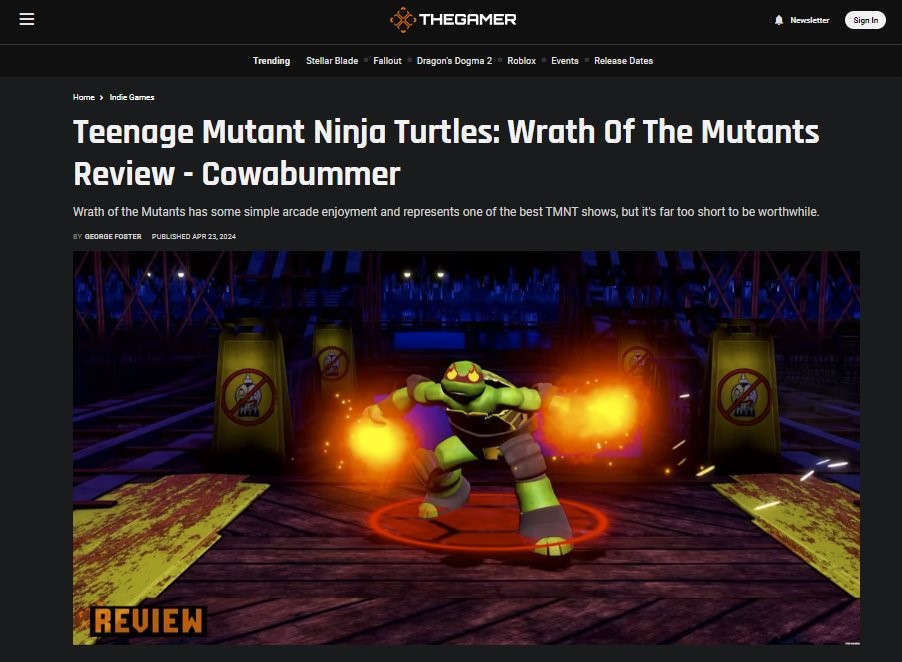 THEGAMER
Newsletter
Sign In
Trending Stellar Blade Fallout Dragon's Dogma 2 Roblox Events Release Dates
Home > Indie Games
Teenage Mutant Ninja Turtles: Wrath Of The Mutants
Review - Cowabummer
Wrath of the Mutants has some simple arcade enjoyment and represents one of the best TMNT shows, but it's far too short to be worthwhile.
BY GEORGE FOSTER PUBLISHED APR 23, 2024
REVIEW